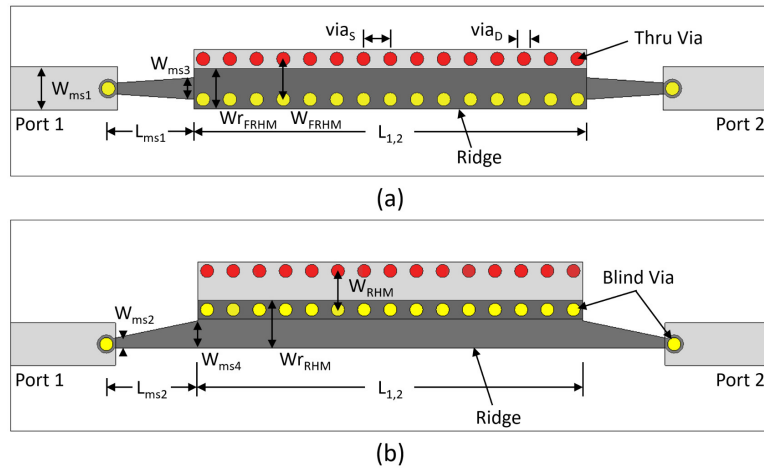 via_S via_D Thru Via
W_ms1 W_ms3
Port 1 Wr_FRHM W_FRHM Port 2
L_ms1 L_1,2 Ridge
(a)
W_RHM Blind Via
W_ms2
Port 1 W_ms4 Wr_RHM Port 2
L_ms2 L_1,2 Ridge
(b)